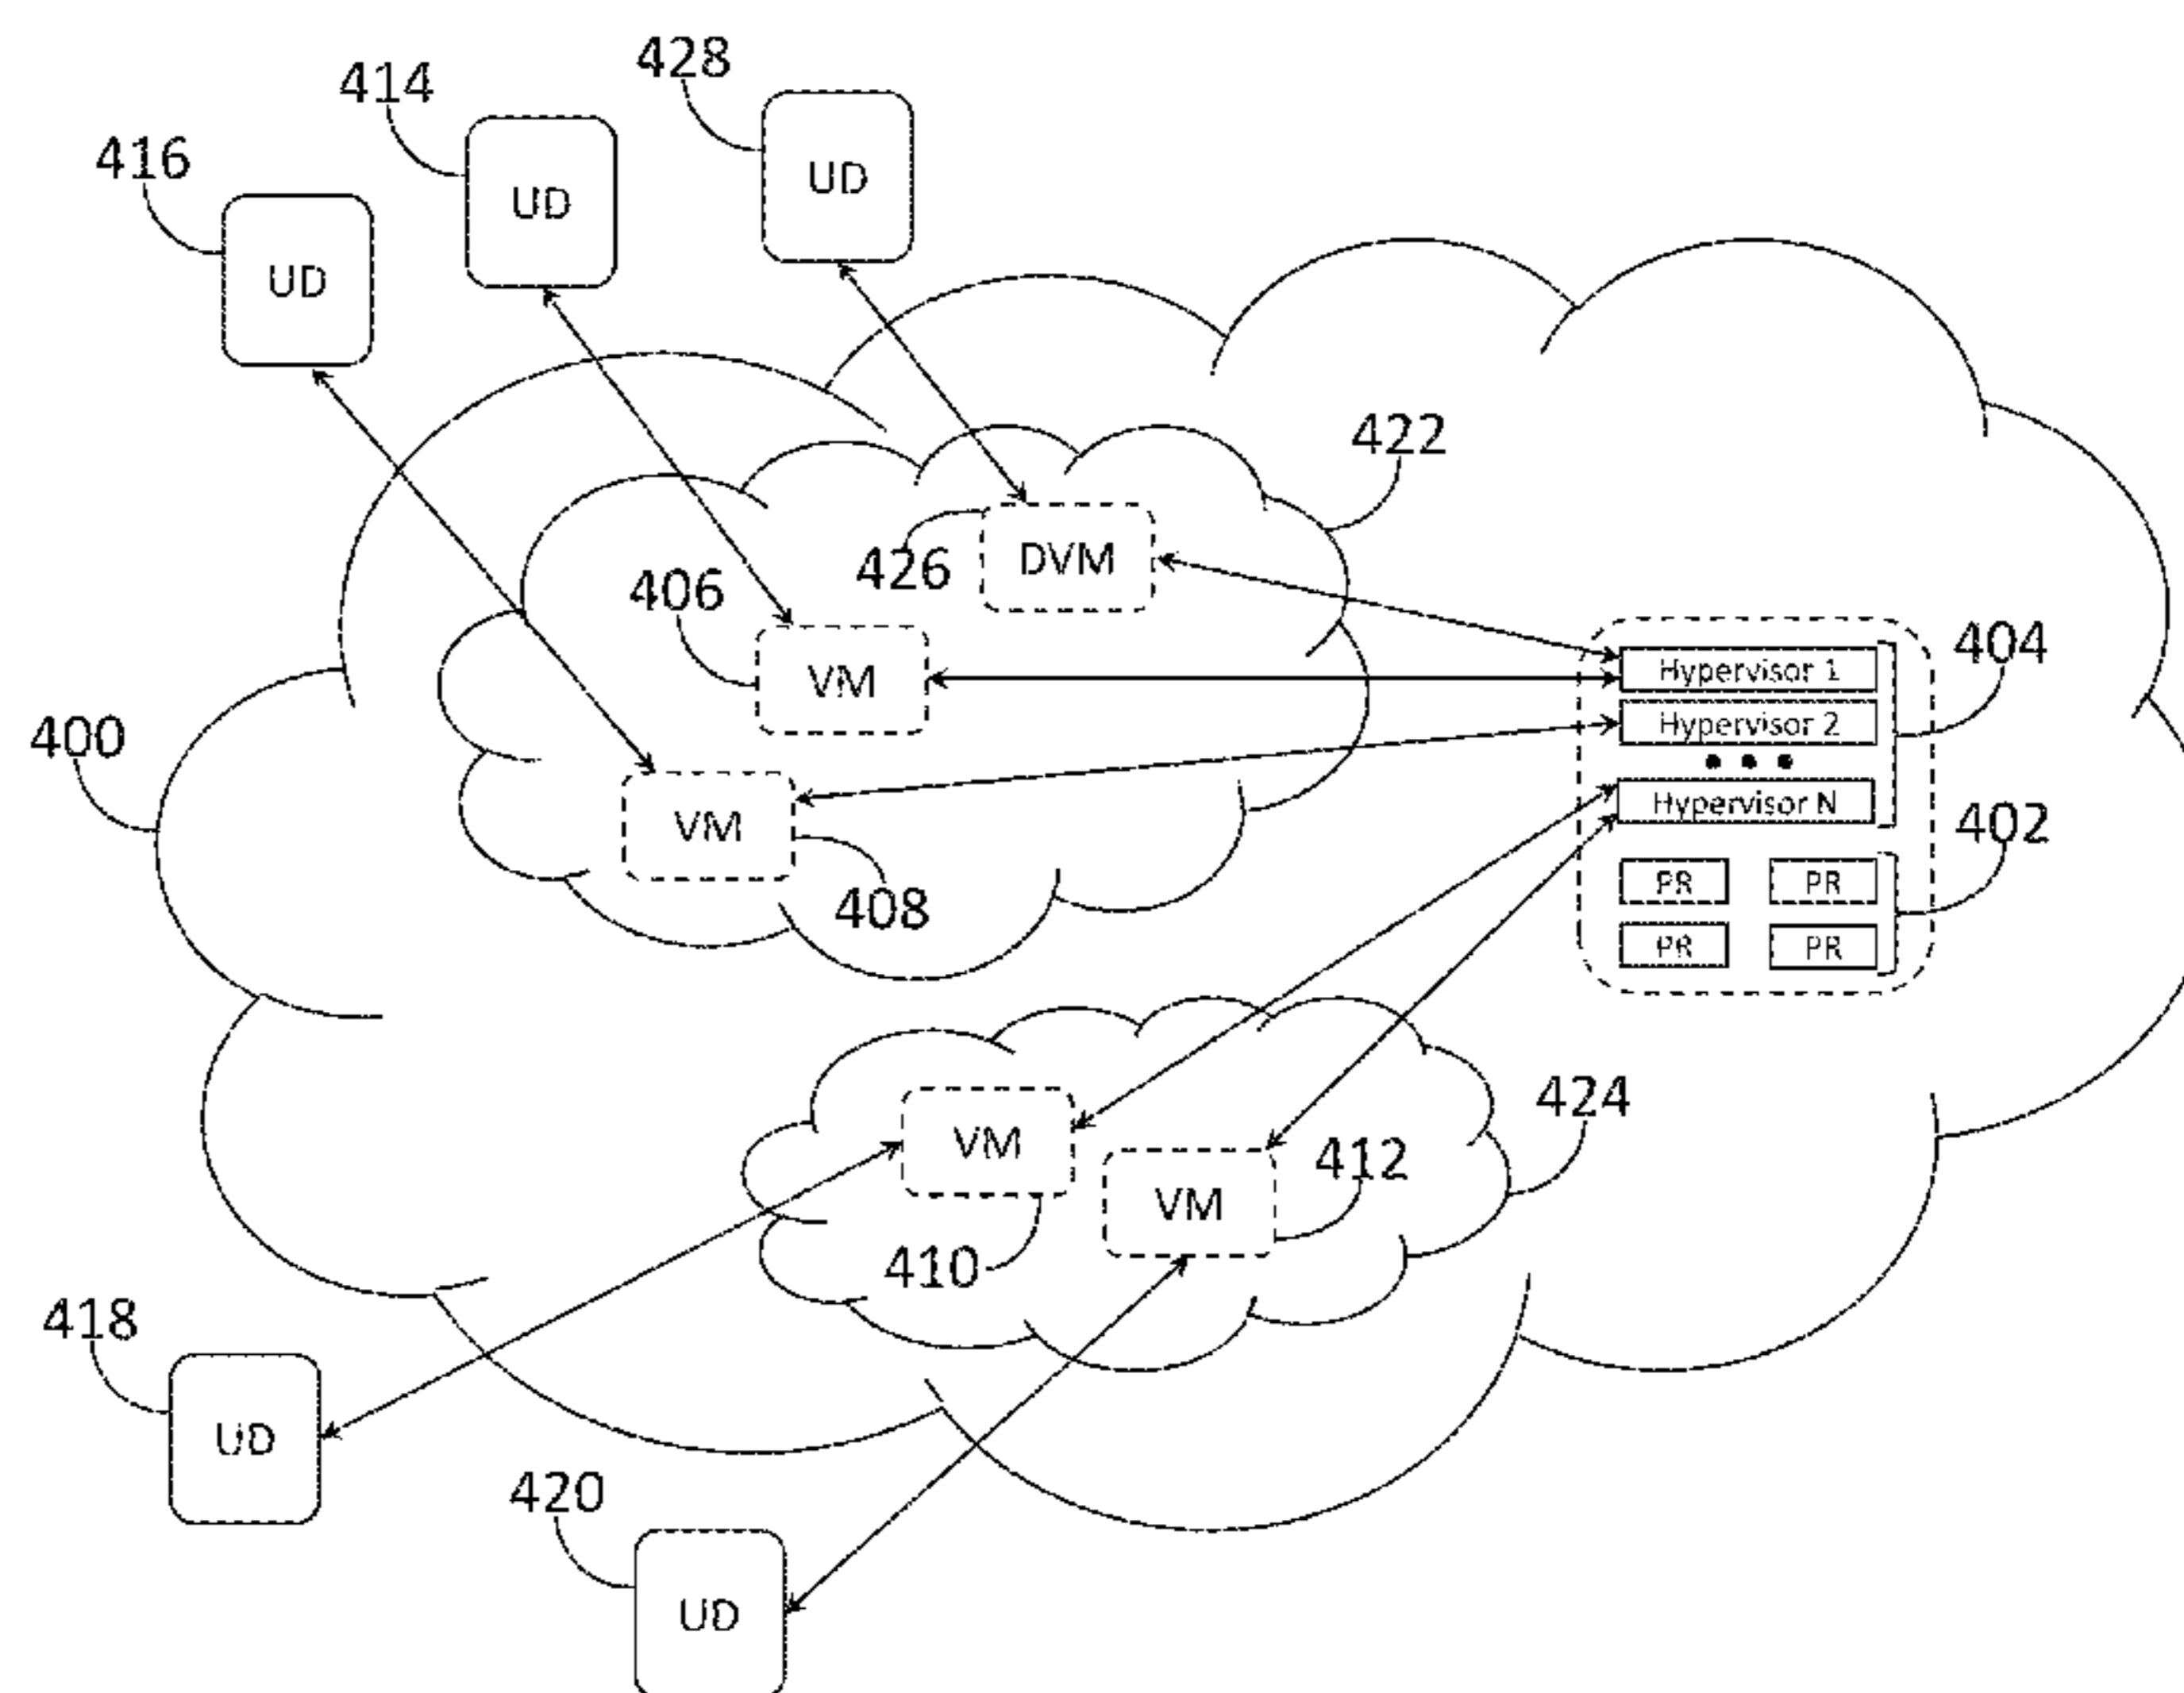 428
414
416
UD
UD
UD
422
426
DVM
406
VM
404
Hypervisor 1
Hypervisor 2
• • •
Hypervisor N
400
VM
408
402
PR
PR
PR
PR
424
VM
412
VM
410
418
UD
420
UD